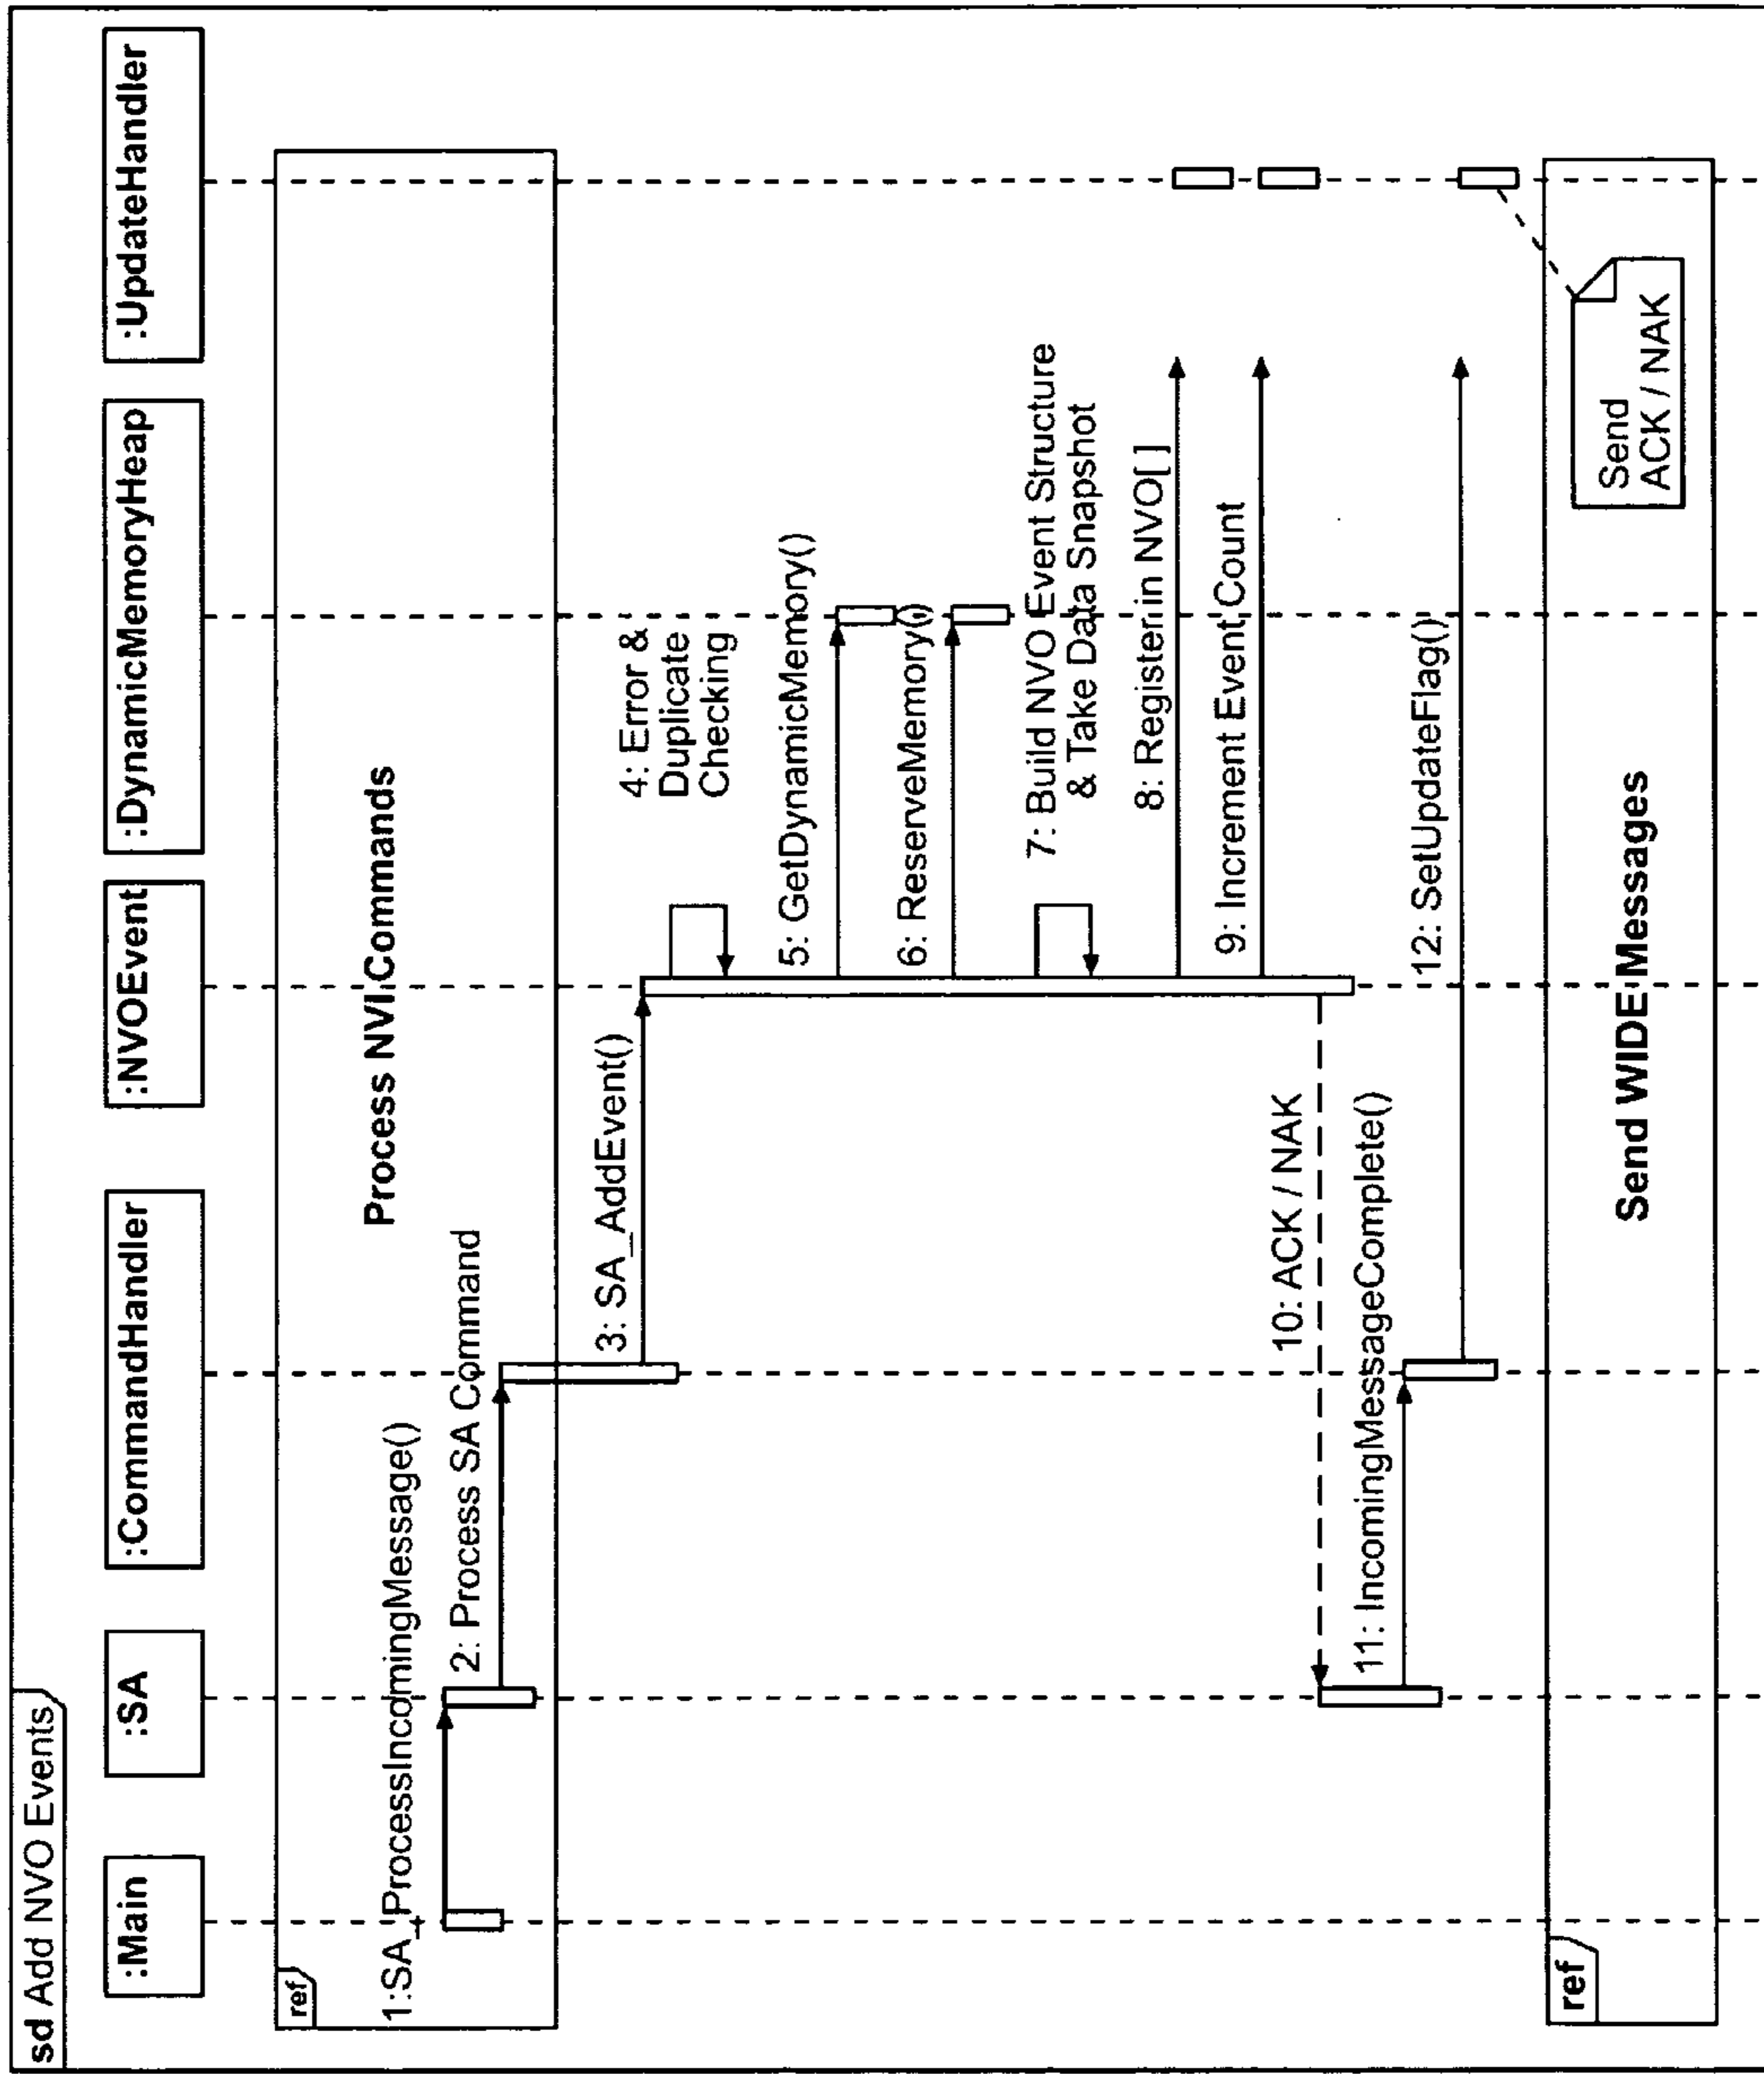 sd Add NVO Events
:Main
:SA
:CommandHandler
:NVOEvent
:DynamicMemoryHeap
:UpdateHandler
ref
Process NVI Commands
1:SA_ProcessIncomingMessage()
2: Process SA Command
3: SA_AddEvent()
4: Error &
Duplicate
Checking
5: GetDynamicMemory()
6: ReserveMemory()
7: Build NVO Event Structure
& Take Data Snapshot
8: Register in NVO[ ]
9: Increment Event Count
10: ACK / NAK
11: IncomingMessageComplete()
12: SetUpdateFlag()
ref
Send WIDE Messages
Send
ACK / NAK